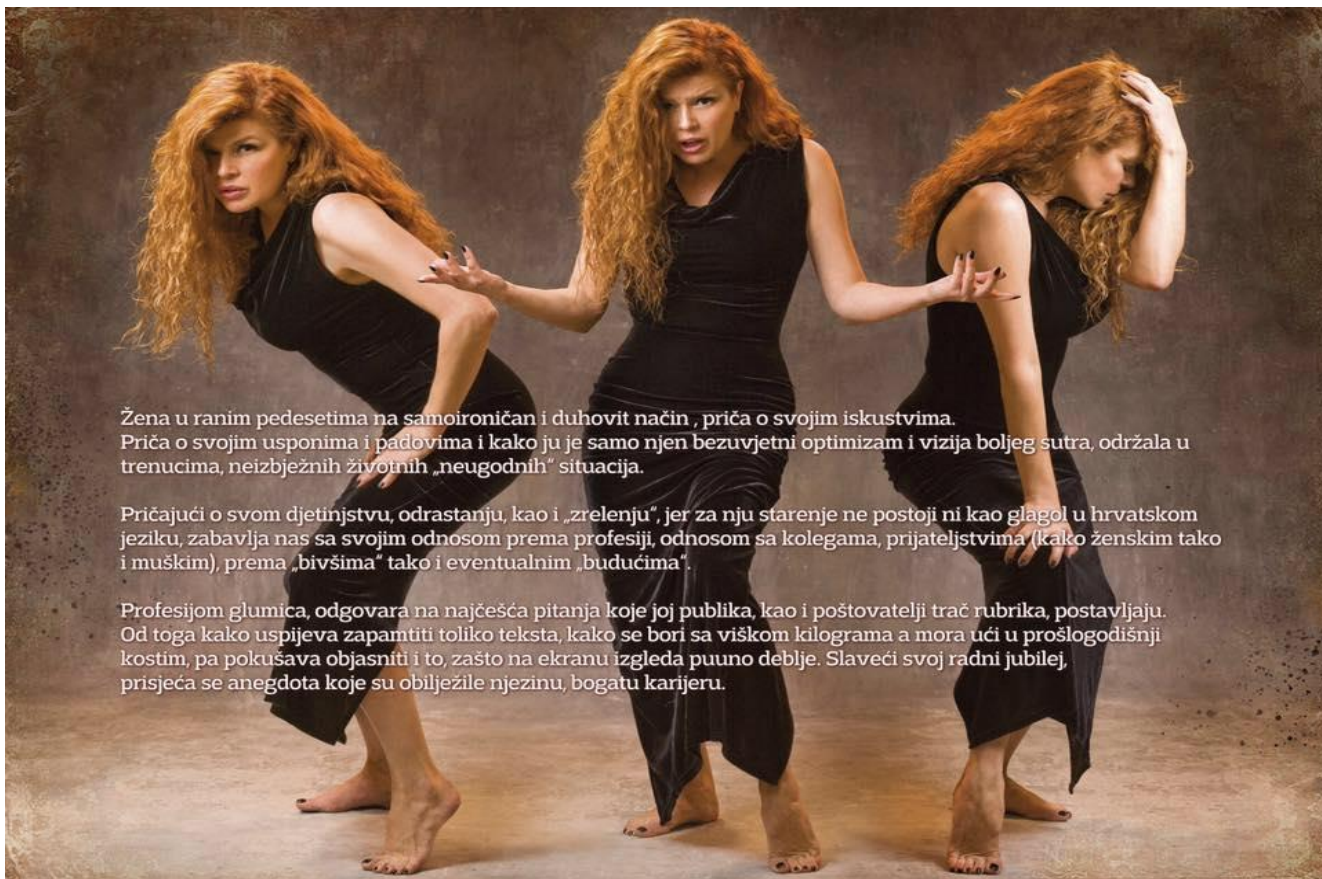 Žena u ranim pedesetima na samoironičan i duhovit način , priča o svojim iskustvima.
Priča o svojim usponima i padovima i kako ju je samo njen bezuvjetni optimizam i vizija boljeg sutra, održala u
trenucima, neizbježnih životnih „neugodnih“ situacija.
Pričajući o svom djetinjstvu, odrastanju, kao i „zrelenju“, jer za nju starenje ne postoji ni kao glagol u hrvatskom
jeziku, zabavlja nas sa svojim odnosom prema profesiji, odnosom sa kolegama, prijateljstvima (kako ženskim tako
i muškim), prema „bivšima“ tako i eventualnim „budućima“.
Profesijom glumica, odgovara na najčešća pitanja koje joj publika, kao i poštovatelji trač rubrika, postavljaju.
Od toga kako uspijeva zapamtiti toliko teksta, kako se bori sa viškom kilograma a mora ući u prošlogodišnji
kostim, pa pokušava objasniti i to, zašto na ekranu izgleda puuno deblje. Slaveći svoj radni jubilej,
prisjeća se anegdota koje su obilježile njezinu, bogatu karijeru.